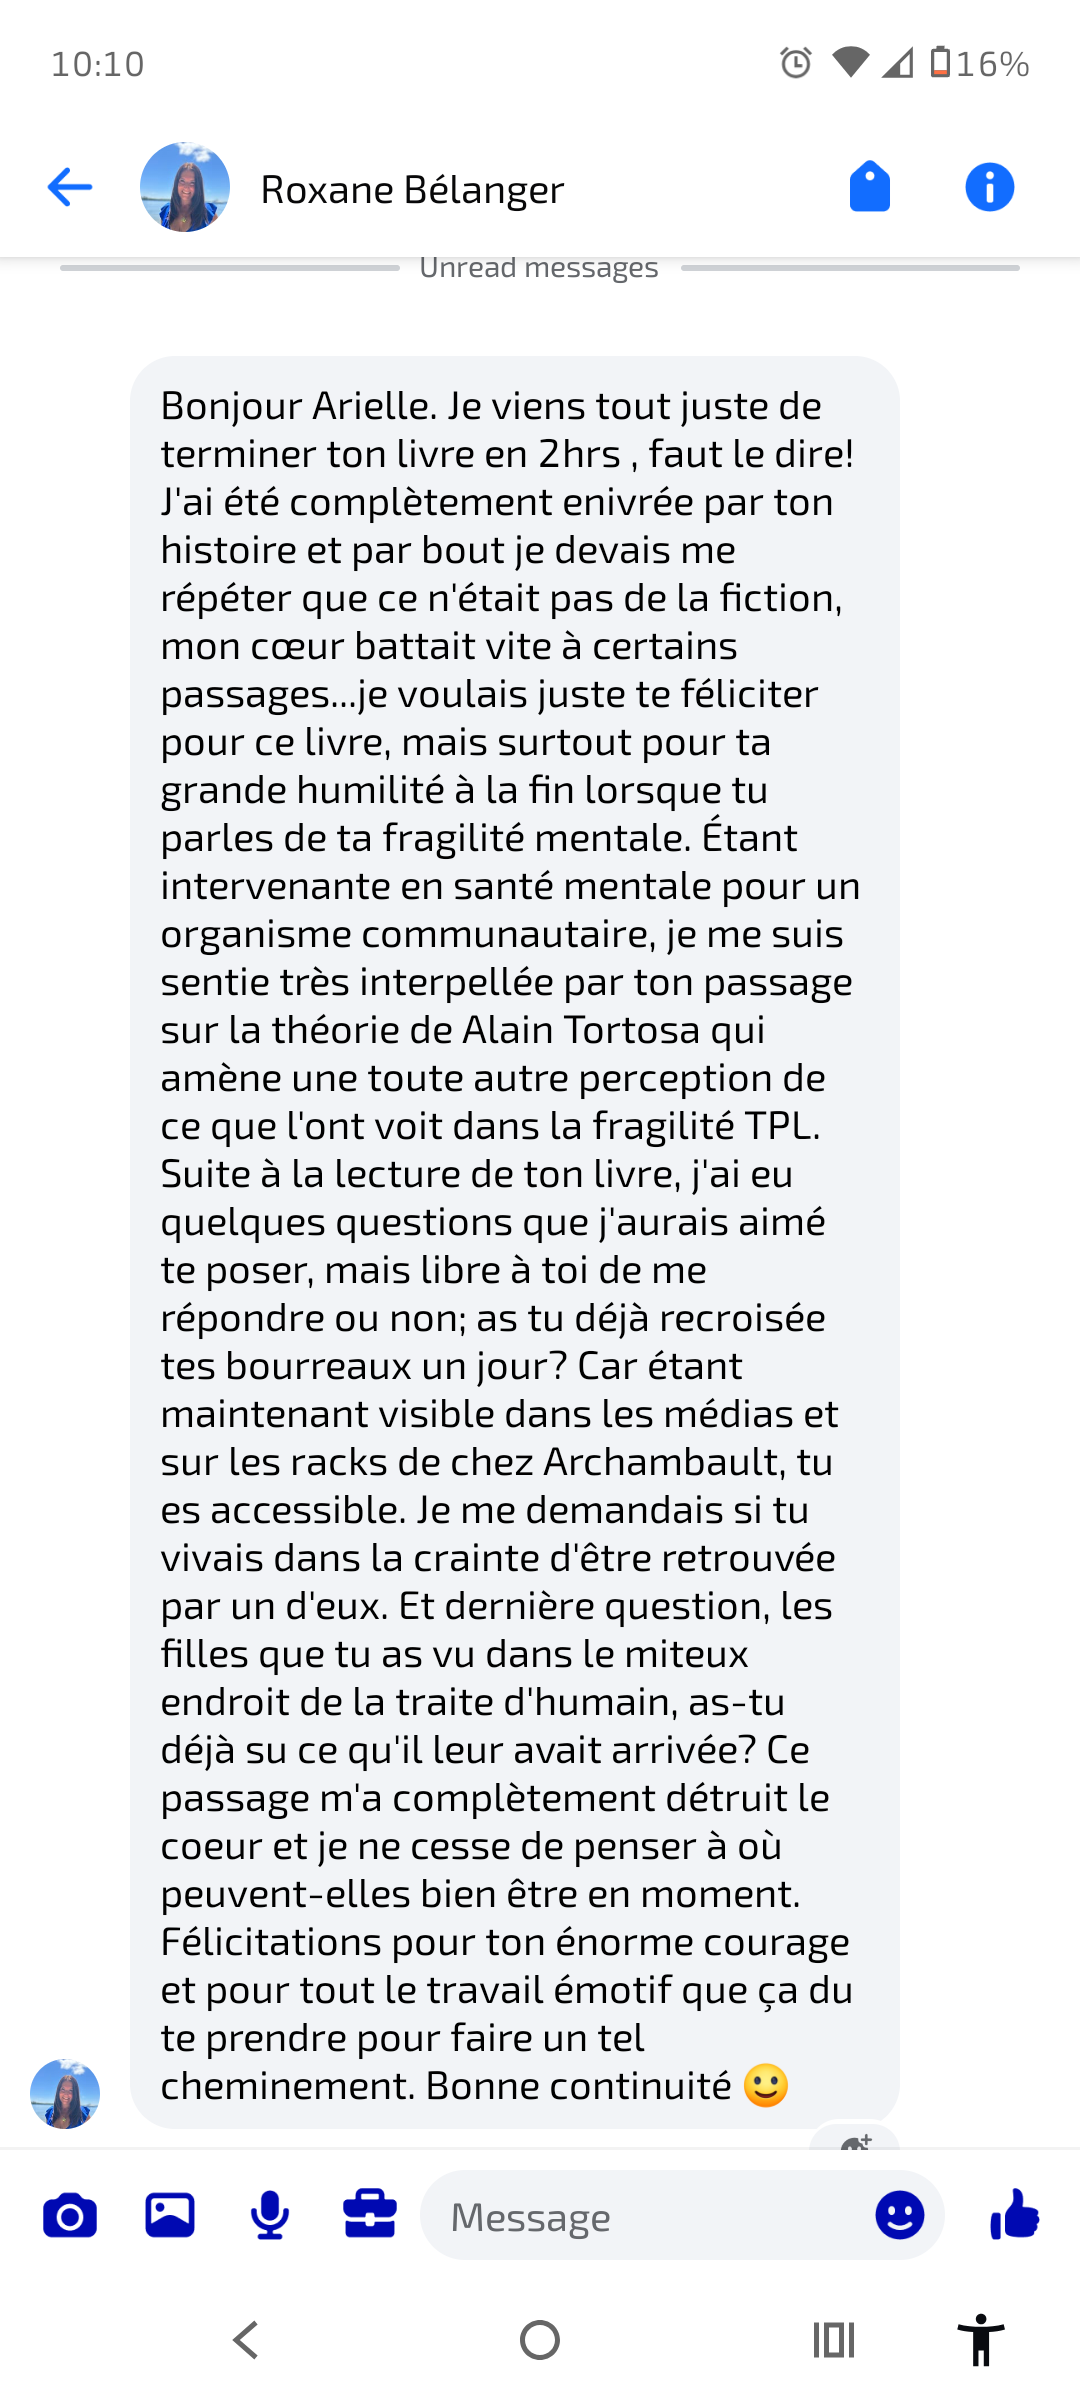 10:10
16%
Roxane Bélanger
Unread messages
Bonjour Arielle. Je viens tout juste de
terminer ton livre en 2hrs , faut le dire!
J'ai été complètement enivrée par ton
histoire et par bout je devais me
répéter que ce n'était pas de la fiction,
mon cœur battait vite à certains
passages...je voulais juste te féliciter
pour ce livre, mais surtout pour ta
grande humilité à la fin lorsque tu
parles de ta fragilité mentale. Étant
intervenante en santé mentale pour un
organisme communautaire, je me suis
sentie très interpellée par ton passage
sur la théorie de Alain Tortosa qui
amène une toute autre perception de
ce que l'ont voit dans la fragilité TPL.
Suite à la lecture de ton livre, j'ai eu
quelques questions que j'aurais aimé
te poser, mais libre à toi de me
répondre ou non; as tu déjà recroisée
tes bourreaux un jour? Car étant
maintenant visible dans les médias et
sur les racks de chez Archambault, tu
es accessible. Je me demandais si tu
vivais dans la crainte d'être retrouvée
par un d'eux. Et dernière question, les
filles que tu as vu dans le miteux
endroit de la traite d'humain, as-tu
déjà su ce qu'il leur avait arrivée? Ce
passage m'a complètement détruit le
coeur et je ne cesse de penser à où
peuvent-elles bien être en moment.
Félicitations pour ton énorme courage
et pour tout le travail émotif que ça du
te prendre pour faire un tel
cheminement. Bonne continuité 🙂
Message